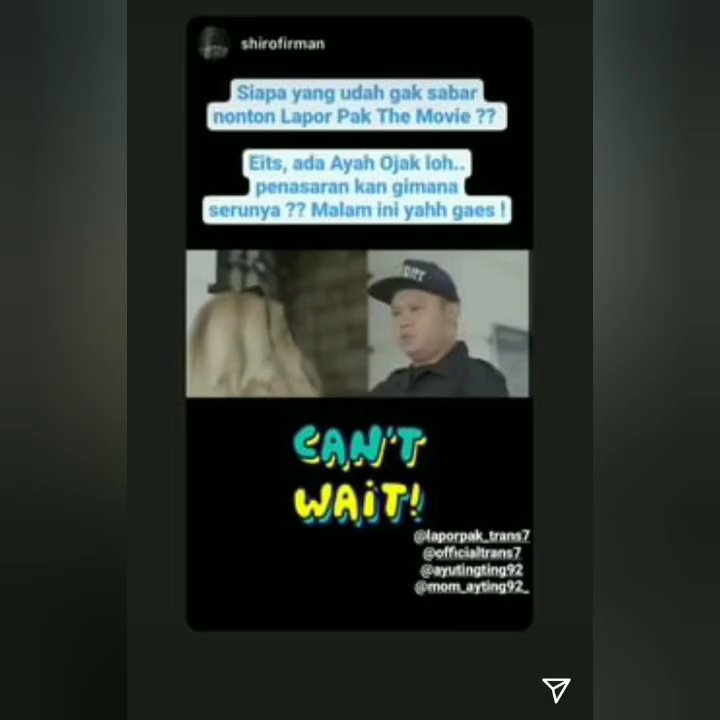 shirofirman
Siapa yang udah gak sabar
nonton Lapor Pak The Movie ??
Eits, ada Ayah Ojak loh..
penasaran kan gimana
serunya ?? Malam ini yahh gaes !
CAN'T
WAiT!
@laporpak_trans7
@officialtrans7
@ayutingting92
@mom_ayting92_